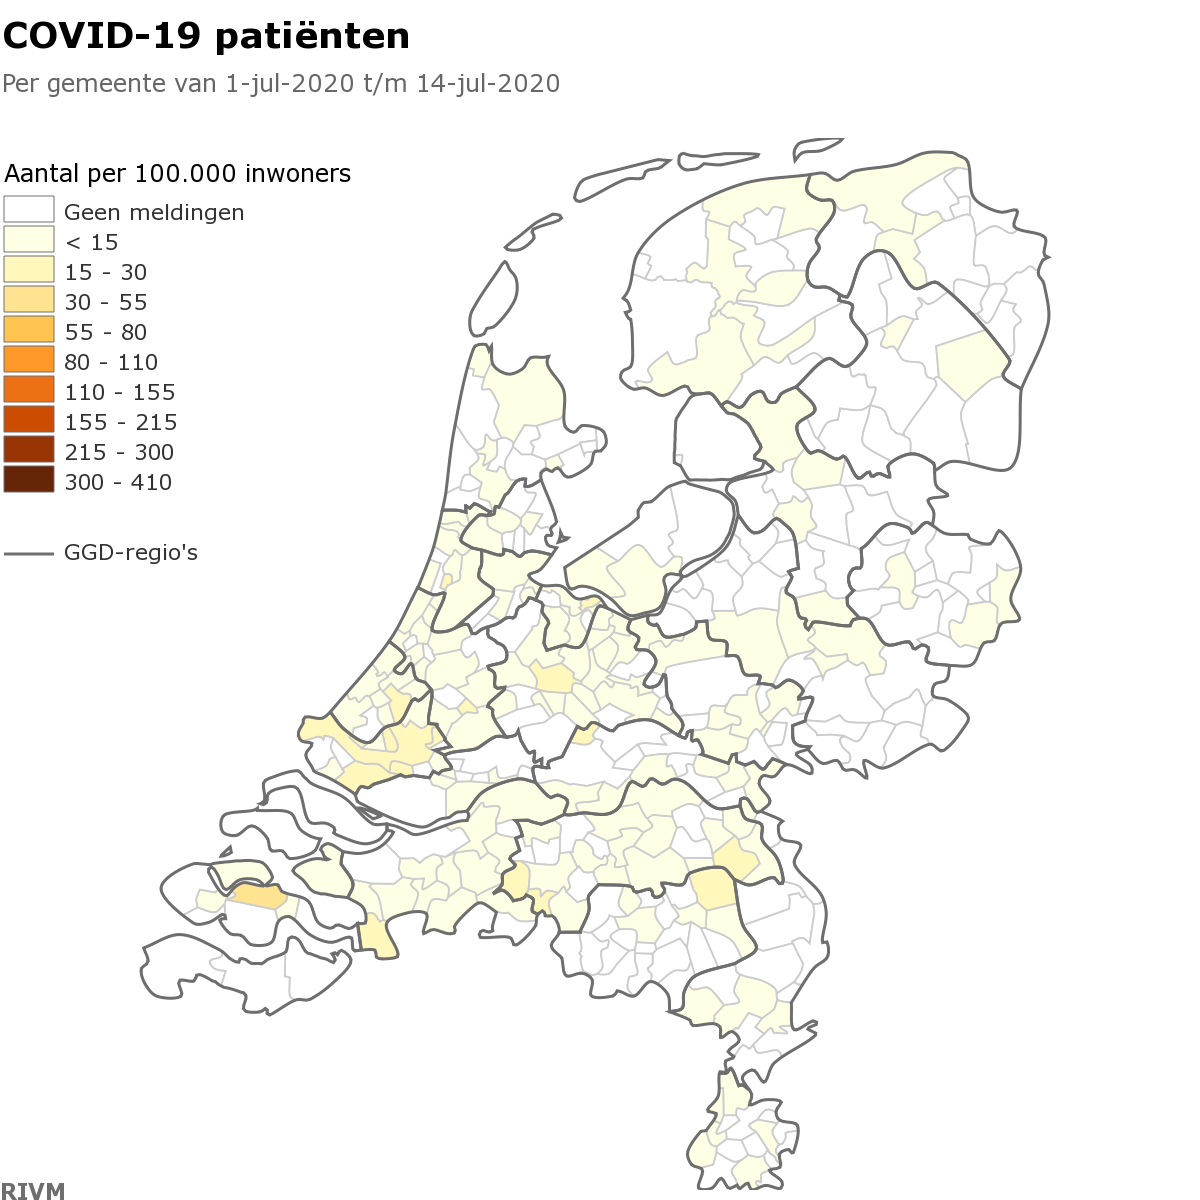 COVID-19 patiënten
Per gemeente van 1-jul-2020 t/m 14-jul-2020
Aantal per 100.000 inwoners
Geen meldingen
< 15
15 - 30
30 - 55
55 - 80
80 - 110
110 - 155
155 - 215
215 - 300
300 - 410
GGD-regio's
RIVM